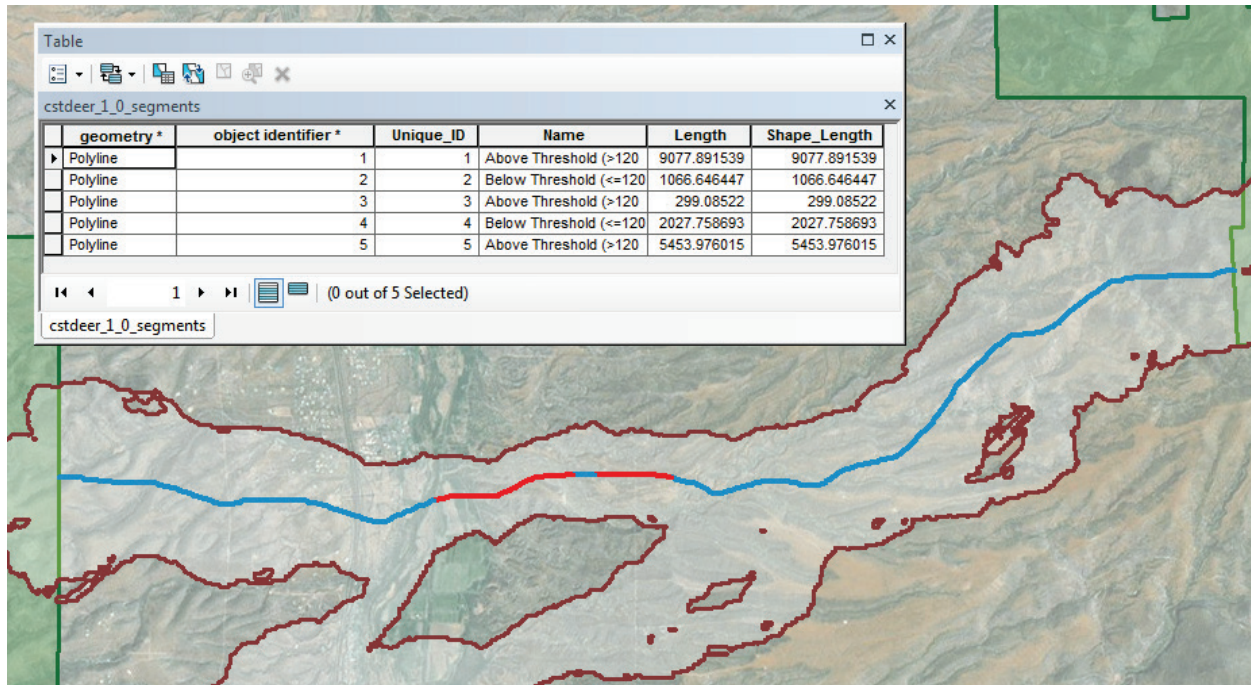 Table
cstdeer_1_0_segments
geometry * object identifier * Unique_ID Name Length Shape_Length
Polyline 1 1 Above Threshold (>120 9077.891539 9077.891539
Polyline 2 2 Below Threshold (<=120 1066.646447 1066.646447
Polyline 3 3 Above Threshold (>120 299.08522 299.08522
Polyline 4 4 Below Threshold (<=120 2027.758693 2027.758693
Polyline 5 5 Above Threshold (>120 5453.976015 5453.976015
1 (0 out of 5 Selected)
cstdeer_1_0_segments